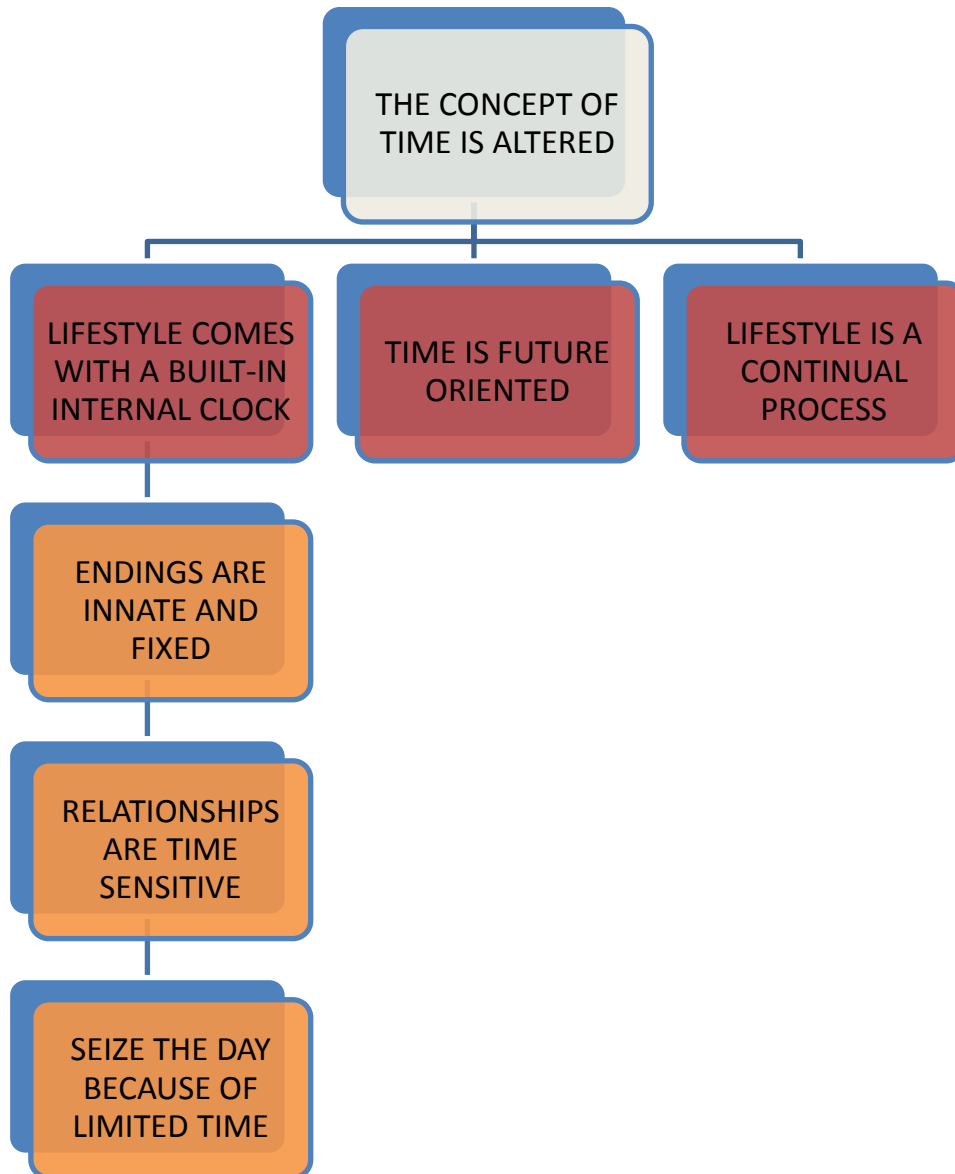 THE CONCEPT OF
TIME IS ALTERED
LIFESTYLE COMES
WITH A BUILT-IN
INTERNAL CLOCK
TIME IS FUTURE
ORIENTED
LIFESTYLE IS A
CONTINUAL
PROCESS
ENDINGS ARE
INNATE AND
FIXED
RELATIONSHIPS
ARE TIME
SENSITIVE
SEIZE THE DAY
BECAUSE OF
LIMITED TIME